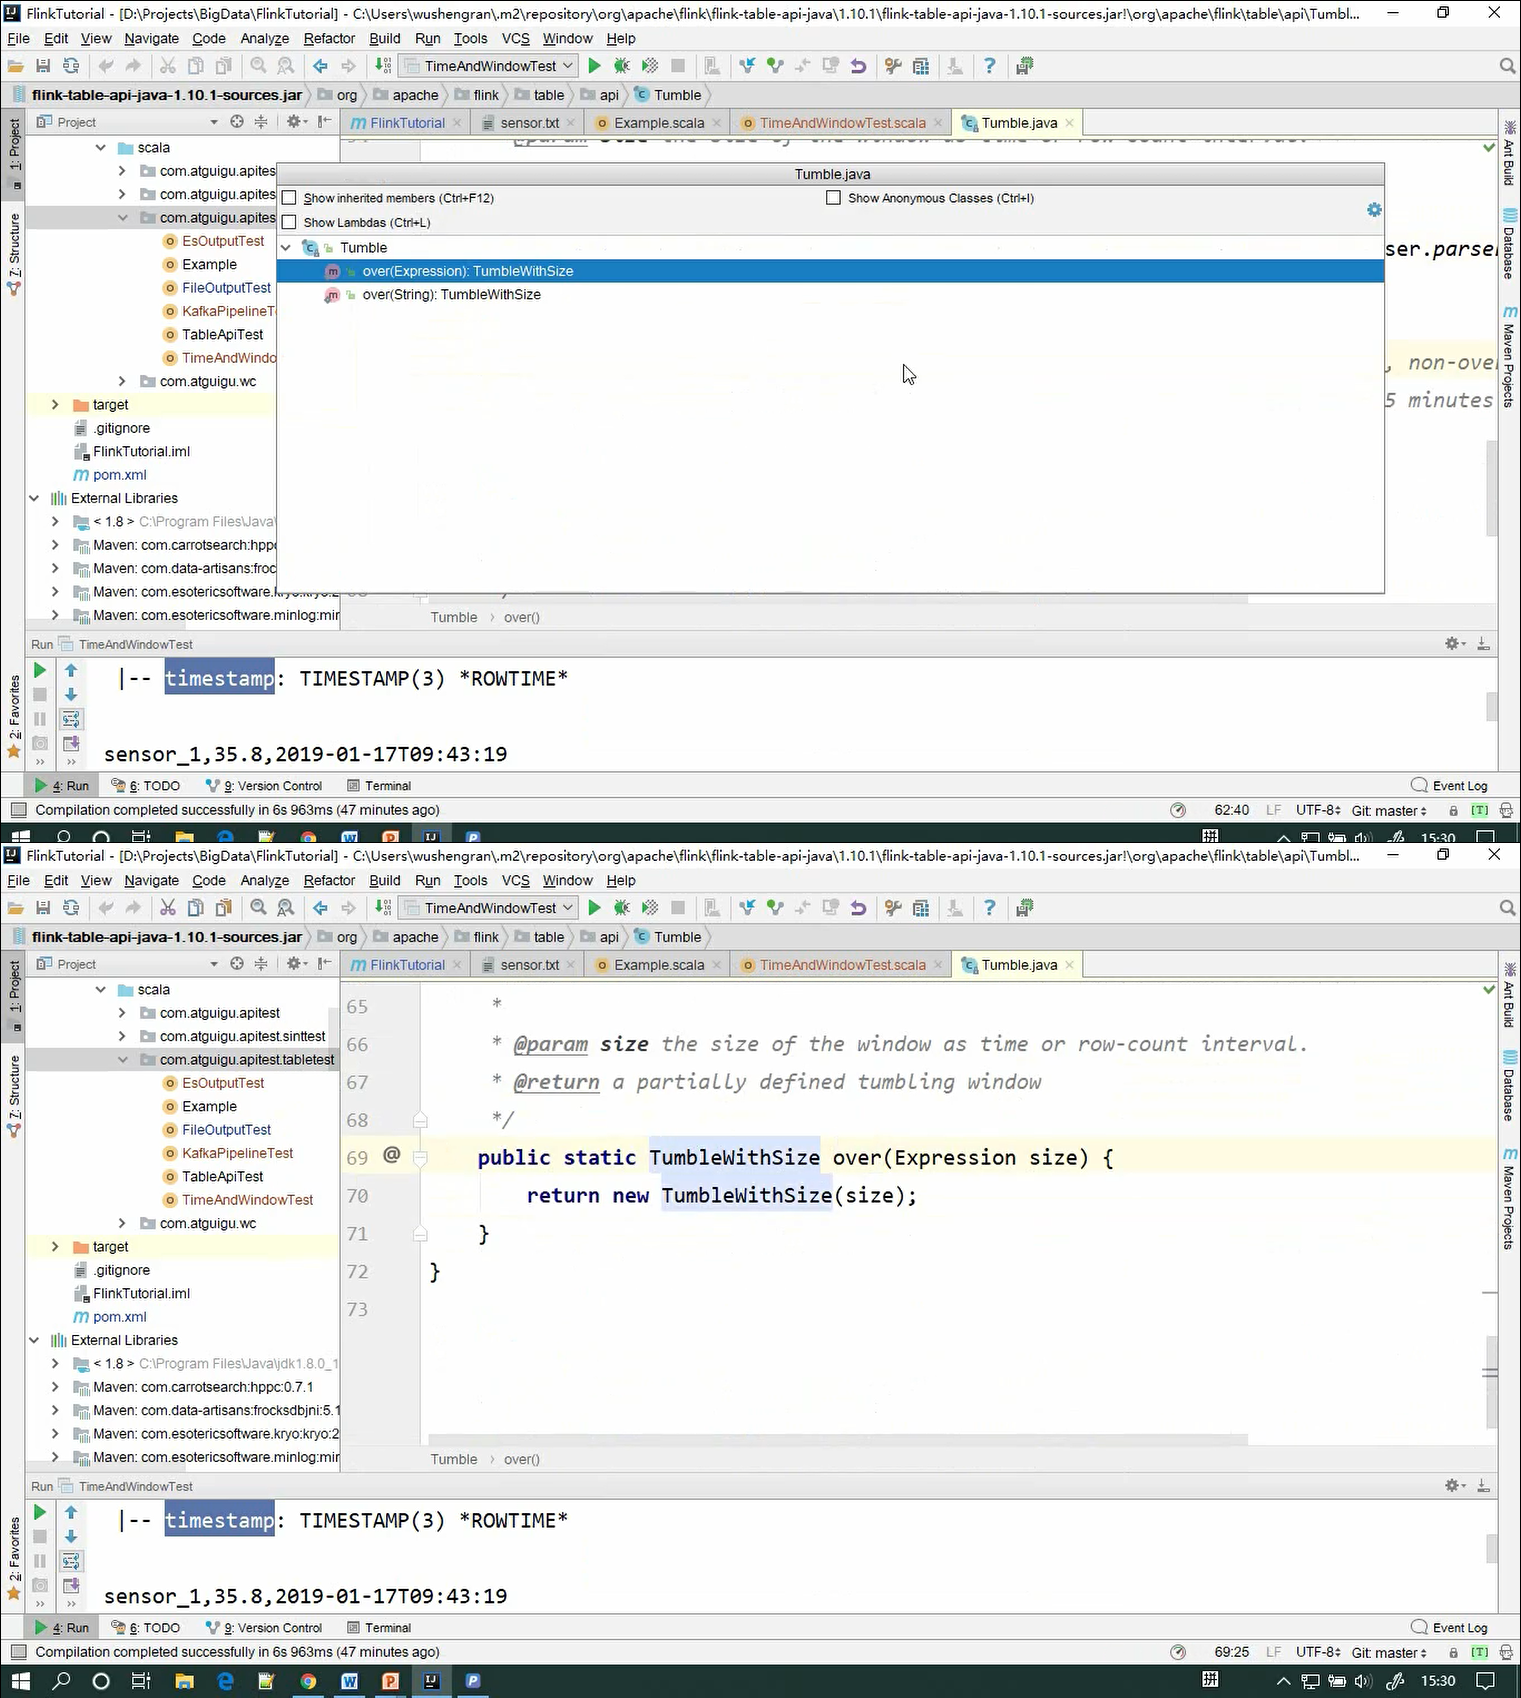 FlinkTutorial - [D:\Projects\BigData\FlinkTutorial] - C:\Users\wushengran\.m2\repository\org\apache\flink\flink-table-api-java\1.10.1\flink-table-api-java-1.10.1-sources.jar!\org\apache\flink\table\api\Tumbl...
File Edit View Navigate Code Analyze Refactor Build Run Tools VCS Window Help
TimeAndWindowTest
flink-table-api-java-1.10.1-sources.jar org apache flink table api Tumble
Project FlinkTutorial sensor.txt Example.scala TimeAndWindowTest.scala Tumble.java
1: Project
7: Structure
2: Favorites
Ant Build
Database
Maven Projects
scala
com.atguigu.apites
com.atguigu.apites
com.atguigu.apites
EsOutputTest
Example
FileOutputTest
KafkaPipelineT
TableApiTest
TimeAndWindo
com.atguigu.wc
target
.gitignore
FlinkTutorial.iml
pom.xml
External Libraries
< 1.8 > C:\Program Files\Java\
Maven: com.carrotsearch:hppc
Maven: com.data-artisans:froc
Maven: com.esotericsoftware.kryo:kryo:2
Maven: com.esotericsoftware.minlog:mir
Tumble.java
Show inherited members (Ctrl+F12) Show Anonymous Classes (Ctrl+I)
Show Lambdas (Ctrl+L)
Tumble
over(Expression): TumbleWithSize
over(String): TumbleWithSize
ser.parse
, non-ove
5 minutes
Tumble over()
Run TimeAndWindowTest
|-- timestamp: TIMESTAMP(3) *ROWTIME*
sensor_1,35.8,2019-01-17T09:43:19
4: Run 6: TODO 9: Version Control Terminal Event Log
Compilation completed successfully in 6s 963ms (47 minutes ago) 62:40 LF UTF-8 Git: master [T]
拼 15:30
FlinkTutorial - [D:\Projects\BigData\FlinkTutorial] - C:\Users\wushengran\.m2\repository\org\apache\flink\flink-table-api-java\1.10.1\flink-table-api-java-1.10.1-sources.jar!\org\apache\flink\table\api\Tumbl...
File Edit View Navigate Code Analyze Refactor Build Run Tools VCS Window Help
TimeAndWindowTest
flink-table-api-java-1.10.1-sources.jar org apache flink table api Tumble
Project FlinkTutorial sensor.txt Example.scala TimeAndWindowTest.scala Tumble.java
1: Project
7: Structure
2: Favorites
Ant Build
Database
Maven Projects
scala
com.atguigu.apitest
com.atguigu.apitest.sinttest
com.atguigu.apitest.tabletest
EsOutputTest
Example
FileOutputTest
KafkaPipelineTest
TableApiTest
TimeAndWindowTest
com.atguigu.wc
target
.gitignore
FlinkTutorial.iml
pom.xml
External Libraries
< 1.8 > C:\Program Files\Java\jdk1.8.0_1
Maven: com.carrotsearch:hppc:0.7.1
Maven: com.data-artisans:frocksdbjni:5.1
Maven: com.esotericsoftware.kryo:kryo:2
Maven: com.esotericsoftware.minlog:mir
65 *
66 * @param size the size of the window as time or row-count interval.
67 * @return a partially defined tumbling window
68 */
69 @ public static TumbleWithSize over(Expression size) {
70 return new TumbleWithSize(size);
71 }
72 }
73
Tumble over()
Run TimeAndWindowTest
|-- timestamp: TIMESTAMP(3) *ROWTIME*
sensor_1,35.8,2019-01-17T09:43:19
4: Run 6: TODO 9: Version Control Terminal Event Log
Compilation completed successfully in 6s 963ms (47 minutes ago) 69:25 LF UTF-8 Git: master [T]
拼 15:30